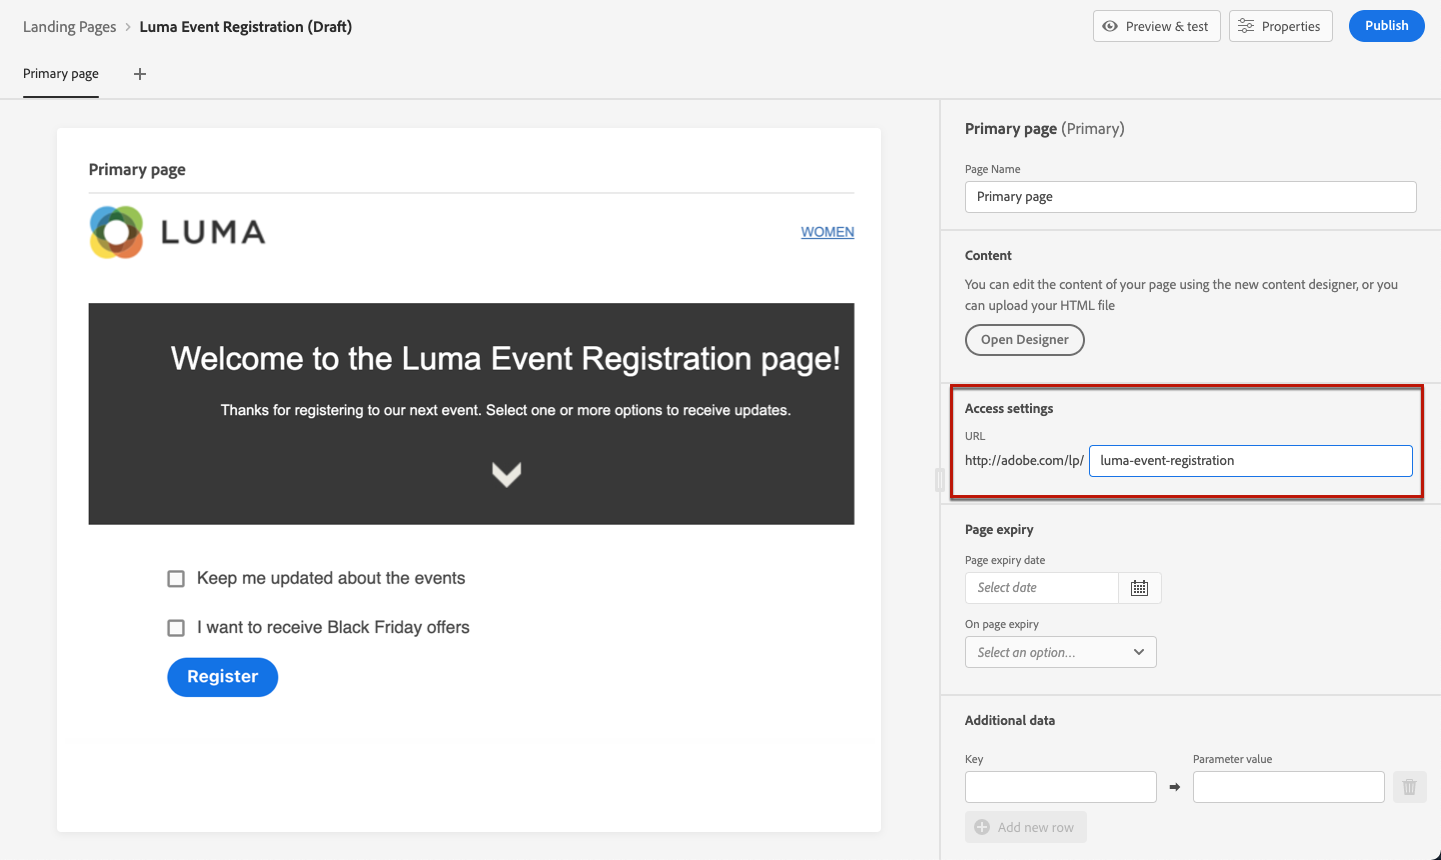 Landing Pages > Luma Event Registration (Draft)
Preview & test
Properties
Publish
Primary page
Primary page
LUMA
WOMEN
Welcome to the Luma Event Registration page!
Thanks for registering to our next event. Select one or more options to receive updates.
Keep me updated about the events
I want to receive Black Friday offers
Register
Primary page (Primary)
Page Name
Primary page
Content
You can edit the content of your page using the new content designer, or you
can upload your HTML file
Open Designer
Access settings
URL
http://adobe.com/lp/ luma-event-registration
Page expiry
Page expiry date
Select date
On page expiry
Select an option...
Additional data
Key
Parameter value
Add new row